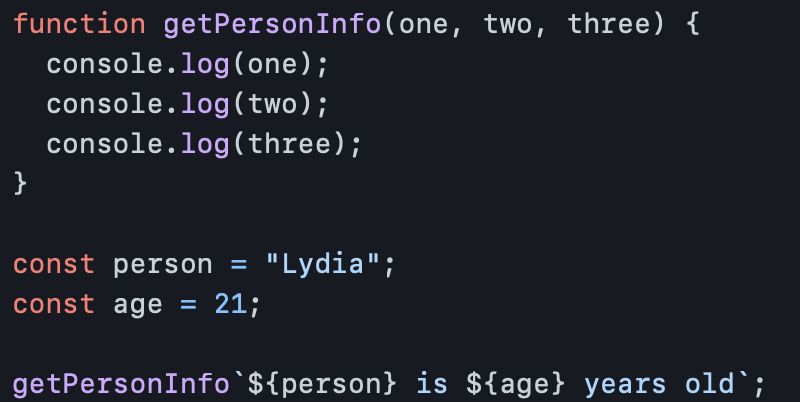 function getPersonInfo(one, two, three) {
  console.log(one);
  console.log(two);
  console.log(three);
}

const person = "Lydia";
const age = 21;

getPersonInfo`${person} is ${age} years old`;